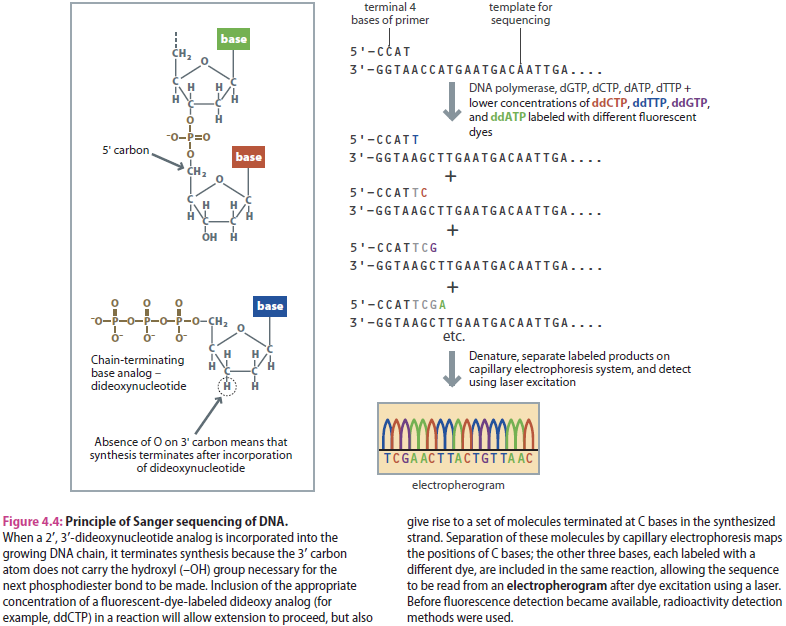 base
CH₂
O
C H H C
H C C H
O H
⁻O–P=O
O
5' carbon
base
CH₂
O
C H H C
H C C H
OH H
base
O O O
⁻O–P–O–P–O–P–O–CH₂
O⁻ O⁻ O⁻
O
C H H C
H C C H
H H
Chain-terminating
base analog –
dideoxynucleotide
Absence of O on 3' carbon means that
synthesis terminates after incorporation
of dideoxynucleotide
terminal 4
bases of primer
template for
sequencing
5'–CCAT
3'–GGTAACCATGAATGACAATTGA....
DNA polymerase, dGTP, dCTP, dATP, dTTP +
lower concentrations of ddCTP, ddTTP, ddGTP,
and ddATP labeled with different fluorescent
dyes
5'–CCATT
3'–GGTAAGCTTGAATGACAATTGA....
+
5'–CCATTC
3'–GGTAAGCTTGAATGACAATTGA....
+
5'–CCATTCG
3'–GGTAAGCTTGAATGACAATTGA....
+
5'–CCATTCGA
3'–GGTAAGCTTGAATGACAATTGA....
etc.
Denature, separate labeled products on
capillary electrophoresis system, and detect
using laser excitation
TCGAACTTACTGTTAAC
electropherogram
Figure 4.4: Principle of Sanger sequencing of DNA.
When a 2′, 3′-dideoxynucleotide analog is incorporated into the
growing DNA chain, it terminates synthesis because the 3′ carbon
atom does not carry the hydroxyl (–OH) group necessary for the
next phosphodiester bond to be made. Inclusion of the appropriate
concentration of a fluorescent-dye-labeled dideoxy analog (for
example, ddCTP) in a reaction will allow extension to proceed, but also
give rise to a set of molecules terminated at C bases in the synthesized
strand. Separation of these molecules by capillary electrophoresis maps
the positions of C bases; the other three bases, each labeled with a
different dye, are included in the same reaction, allowing the sequence
to be read from an electropherogram after dye excitation using a laser.
Before fluorescence detection became available, radioactivity detection
methods were used.